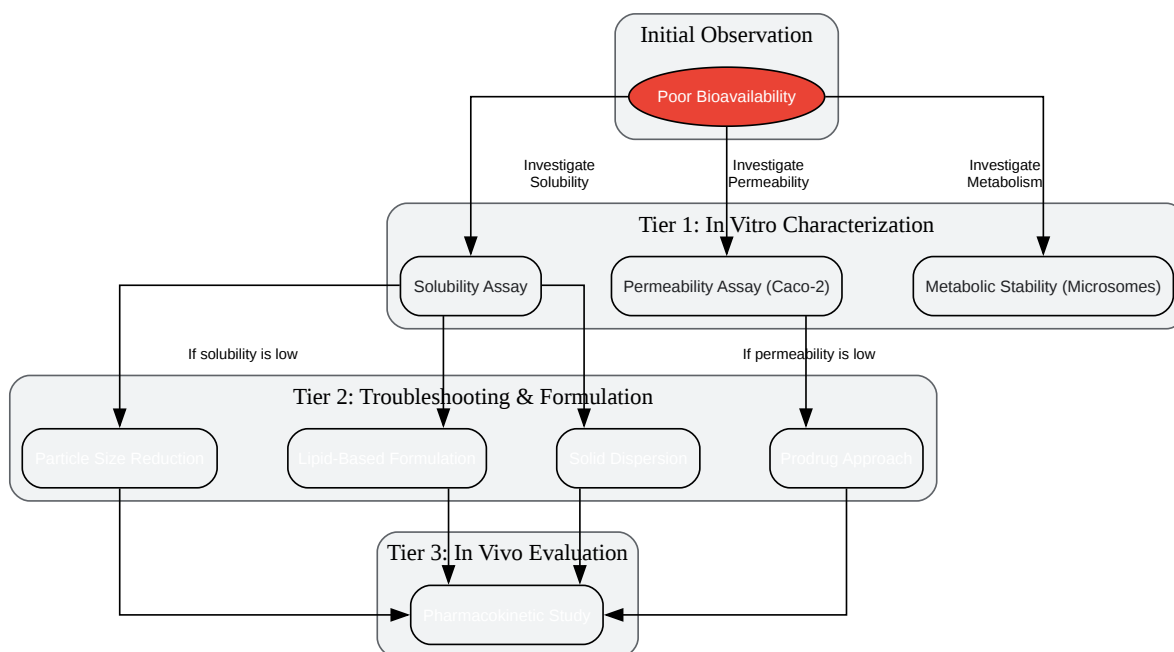 Initial Observation
Poor Bioavailability
Investigate
Solubility
Investigate
Permeability
Investigate
Metabolism
Tier 1: In Vitro Characterization
Solubility Assay
Permeability Assay (Caco-2)
Metabolic Stability (Microsomes)
If solubility is low
If permeability is low
Tier 2: Troubleshooting & Formulation
Particle Size Reduction
Lipid-Based Formulation
Solid Dispersion
Prodrug Approach
Tier 3: In Vivo Evaluation
Pharmacokinetic Study